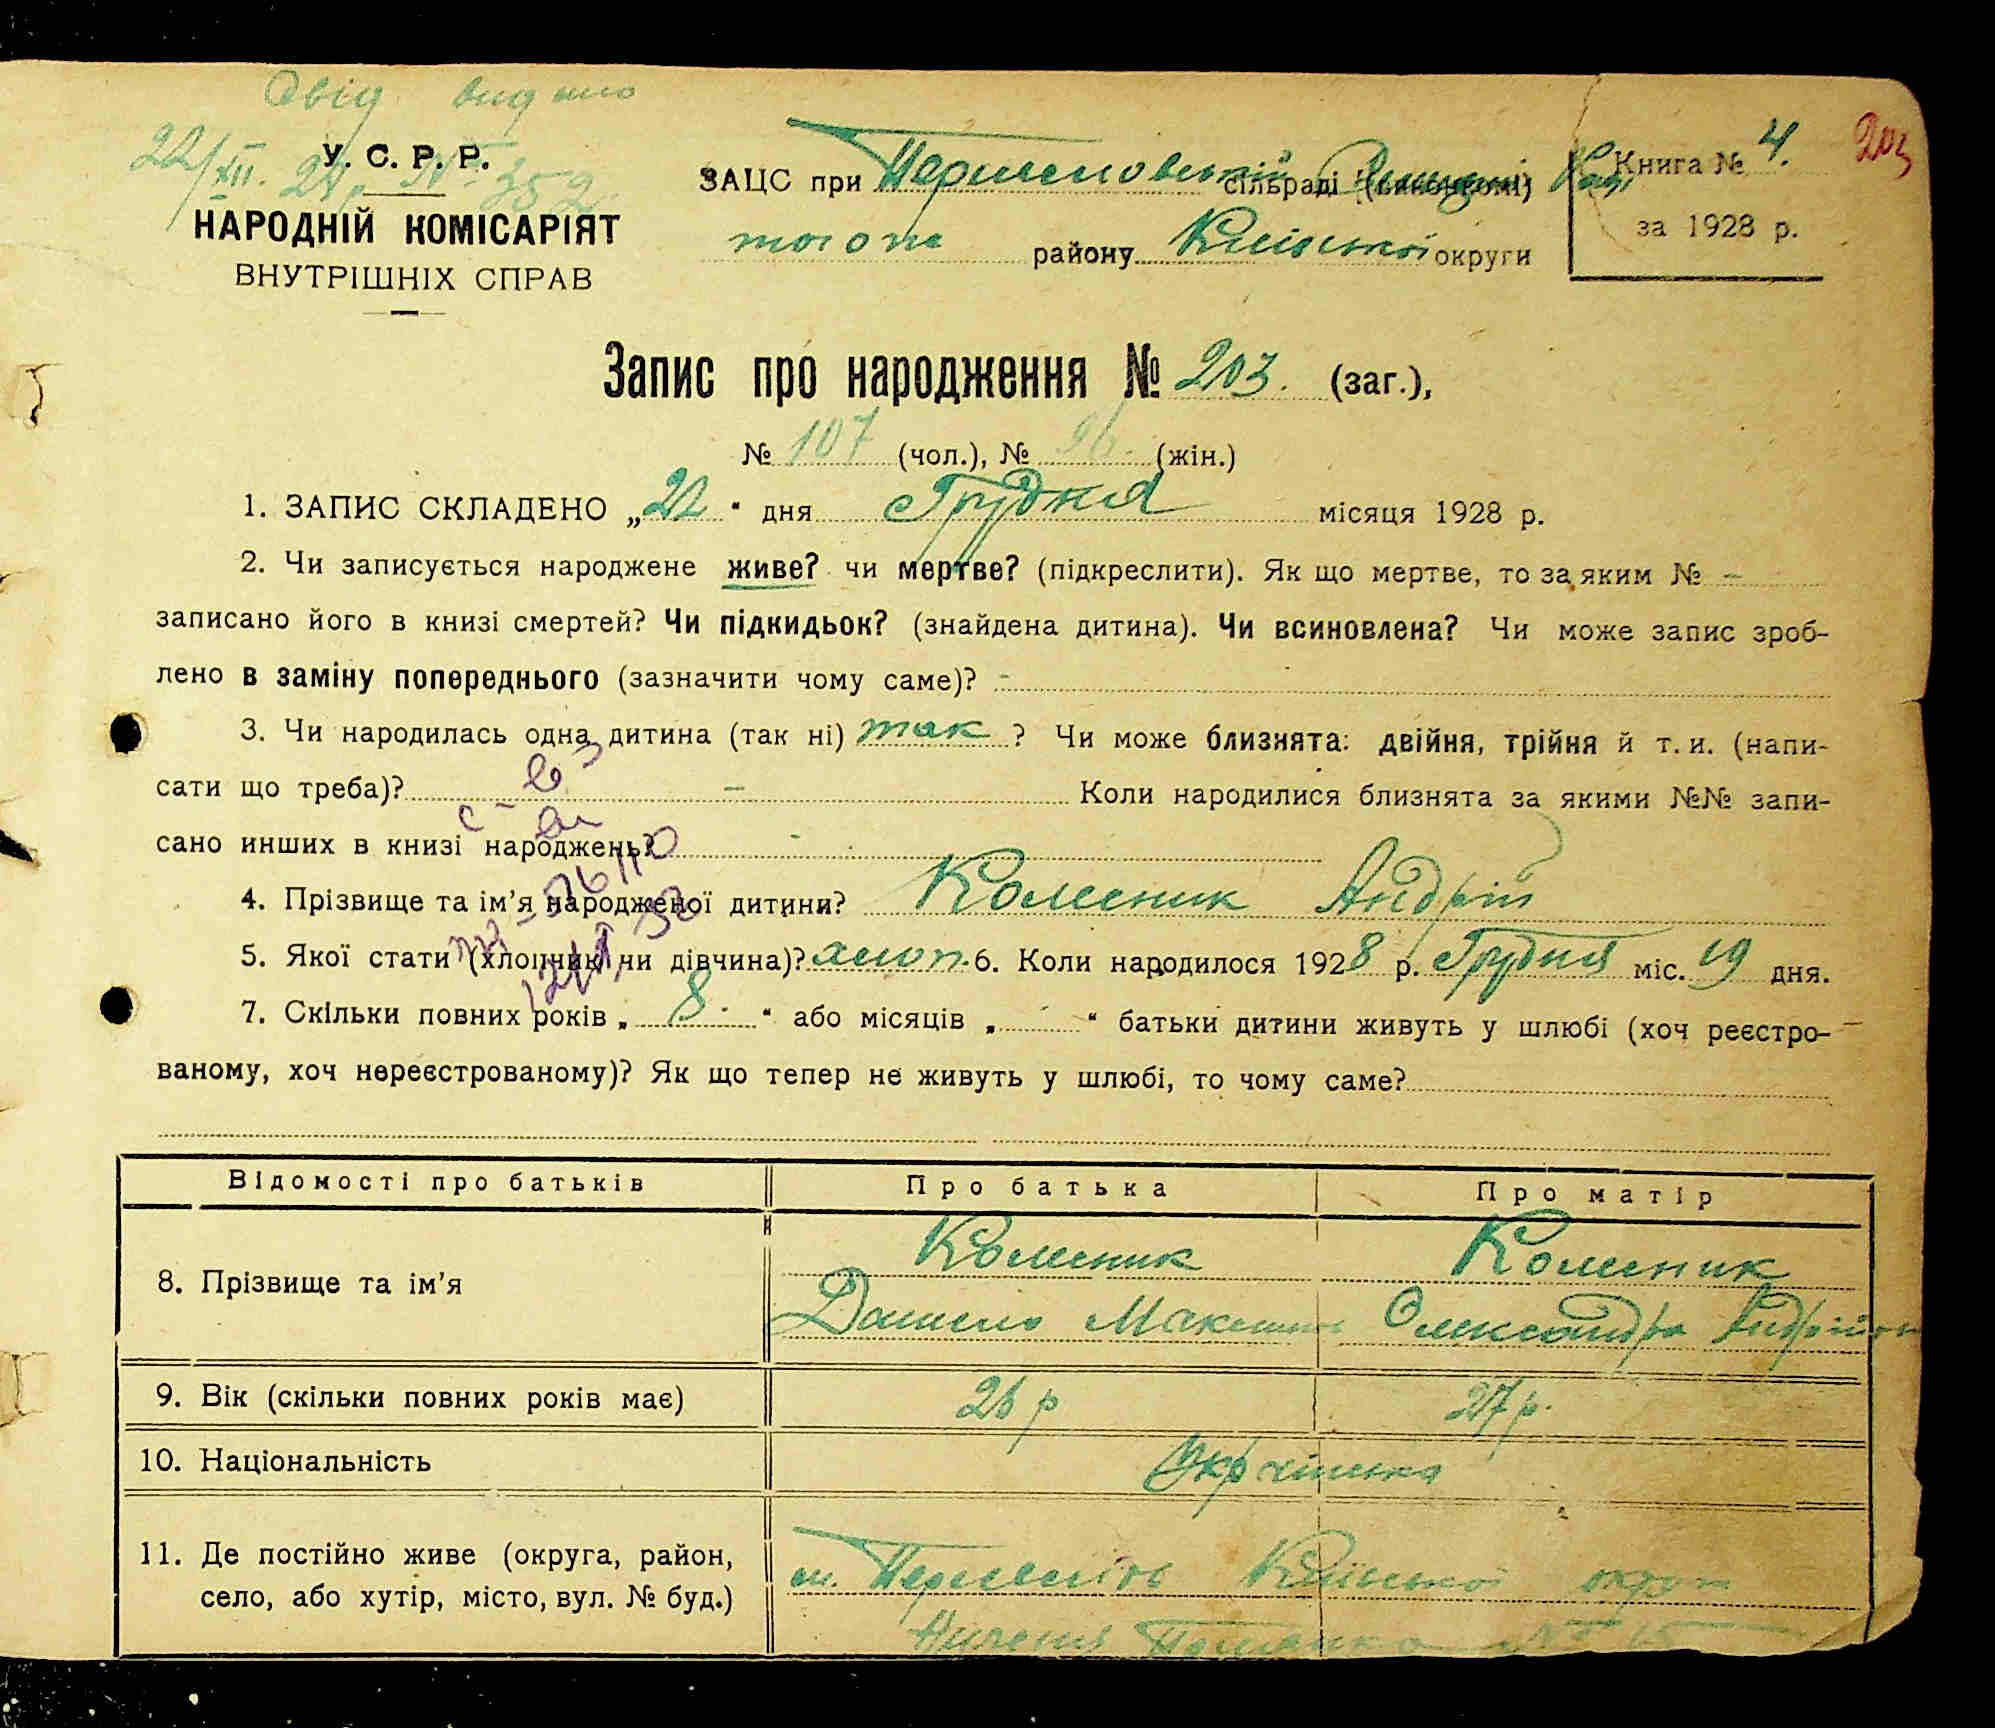 Свід. видано
22/XII. 28 р. № 352
У. С. Р. Р.
НАРОДНІЙ КОМІСАРІЯТ
ВНУТРІШНІХ СПРАВ
ЗАЦС при сільраді (виконкомі)
того ж району Київської округи
Книга № 4.
за 1928 р.
203
Запис про народження № 203. (заг.),
№ 107 (чол.), № 96. (жін.)
1. ЗАПИС СКЛАДЕНО „22" дня Грудня місяця 1928 р.
2. Чи записується народжене живе? чи мертве? (підкреслити). Як що мертве, то за яким № –
записано його в книзі смертей? Чи підкидьок? (знайдена дитина). Чи всиновлена? Чи може запис зроб-
лено в заміну попереднього (зазначити чому саме)? -
3. Чи народилась одна дитина (так ні) так ? Чи може близнята: двійня, трійня й т. и. (напи-
сати що треба)? – Коли народилися близнята за якими №№ запи-
сано инших в книзі народжень?
4. Прізвище та ім'я народженої дитини? Колесник Андрій
5. Якої стати (хлопчик чи дівчина)? хлоп. 6. Коли народилося 1928 р. Грудня міс. 19 дня.
7. Скільки повних років „ 8. " або місяців „ " батьки дитини живуть у шлюбі (хоч реєстро-
ваному, хоч нереєстрованому)? Як що тепер не живуть у шлюбі, то чому саме?
Відомості про батьків Про батька Про матір
8. Прізвище та ім'я Колесник Колесник
Данило Максимов Олександра Андрійов
9. Вік (скільки повних років має) 26 р 27 р.
10. Національність Українська
11. Де постійно живе (округа, район,
село, або хутір, місто, вул. № буд.)
м. Київської округи